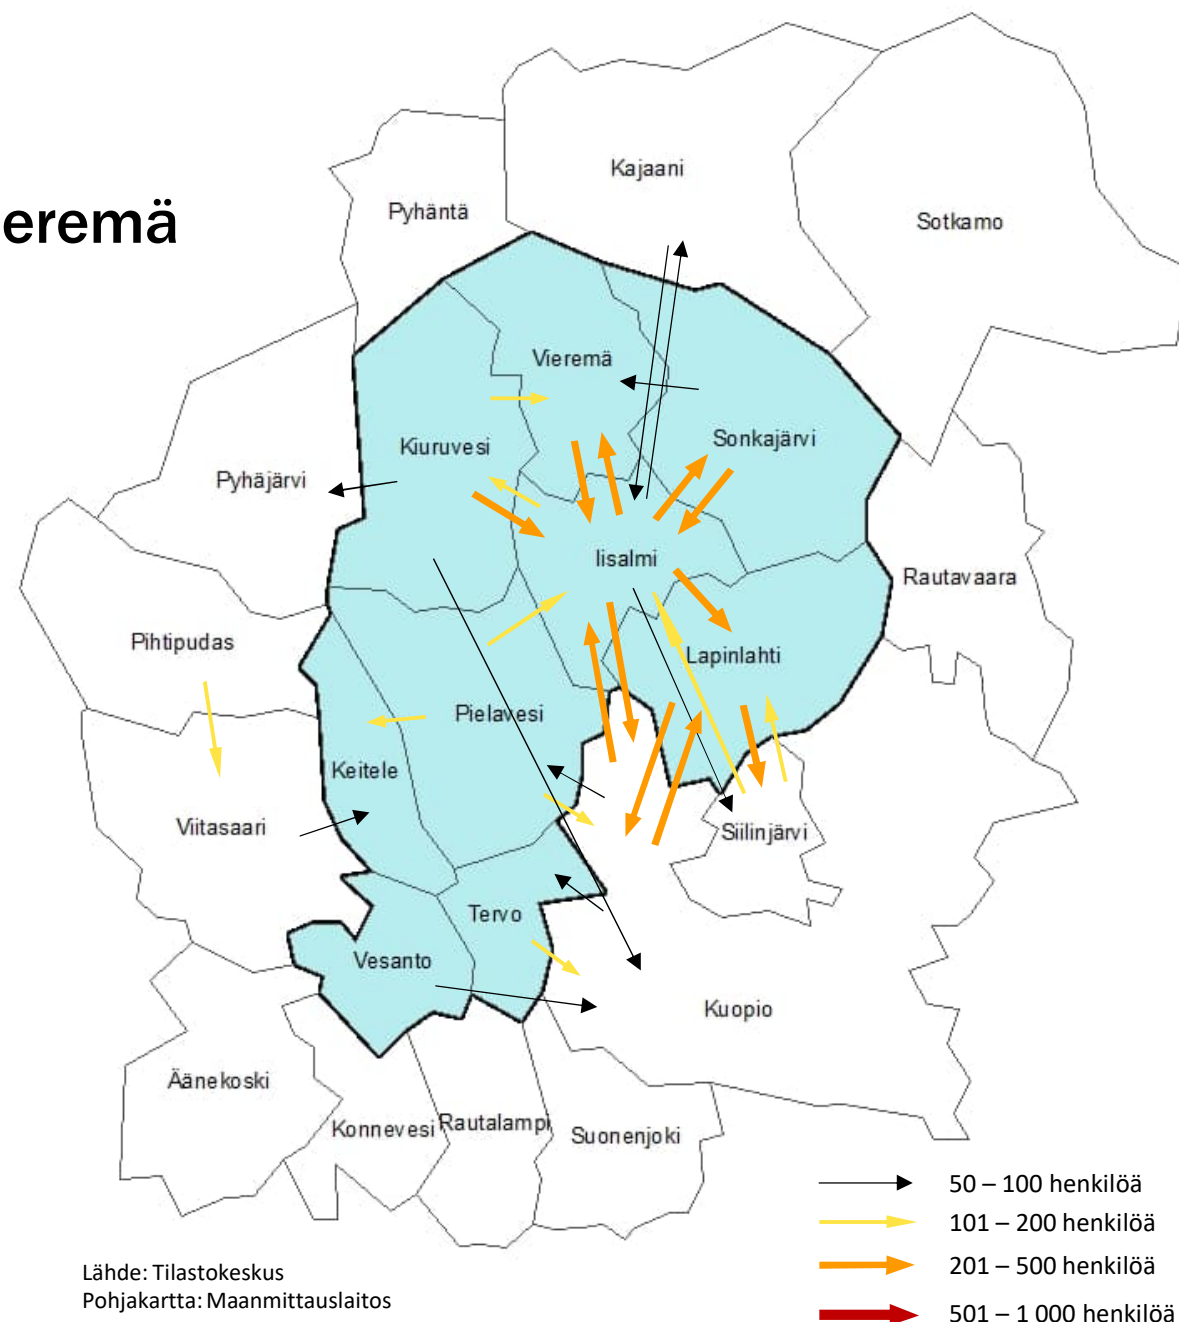 eremä
Kajaani
Pyhäntä
Sotkamo
Vieremä
Sonkajärvi
Kiuruvesi
Pyhäjärvi
Iisalmi
Rautavaara
Pihtipudas
Lapinlahti
Pielavesi
Keitele
Viitasaari
Siilinjärvi
Tervo
Vesanto
Kuopio
Äänekoski
Konnevesi
Rautalampi
Suonenjoki
50 – 100 henkilöä
101 – 200 henkilöä
201 – 500 henkilöä
501 – 1 000 henkilöä
Lähde: Tilastokeskus
Pohjakartta: Maanmittauslaitos